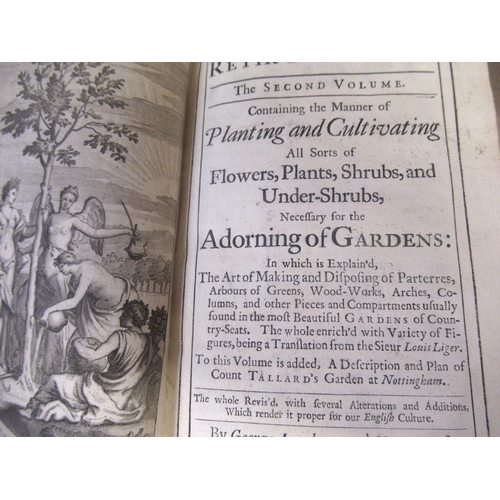 The Second Volume.
Containing the Manner of
Planting and Cultivating
All Sorts of
Flowers, Plants, Shrubs, and
Under-Shrubs,
Neceſſary for the
Adorning of GARDENS:
In which is Explain'd,
The Art of Making and Diſpoſing of Parterres,
Arbours of Greens, Wood-Works, Arches, Co-
lumns, and other Pieces and Compartments uſually
found in the moſt Beautiful GARDENS of Coun-
try-Seats. The whole enrich'd with Variety of Fi-
gures, being a Tranſlation from the Sieur Louis Liger.
To this Volume is added, A Deſcription and Plan of
Count TALLARD's Garden at Nottingham.
The whole Revis'd, with ſeveral Alterations and Additions,
Which render it proper for our Engliſh Culture.
By George